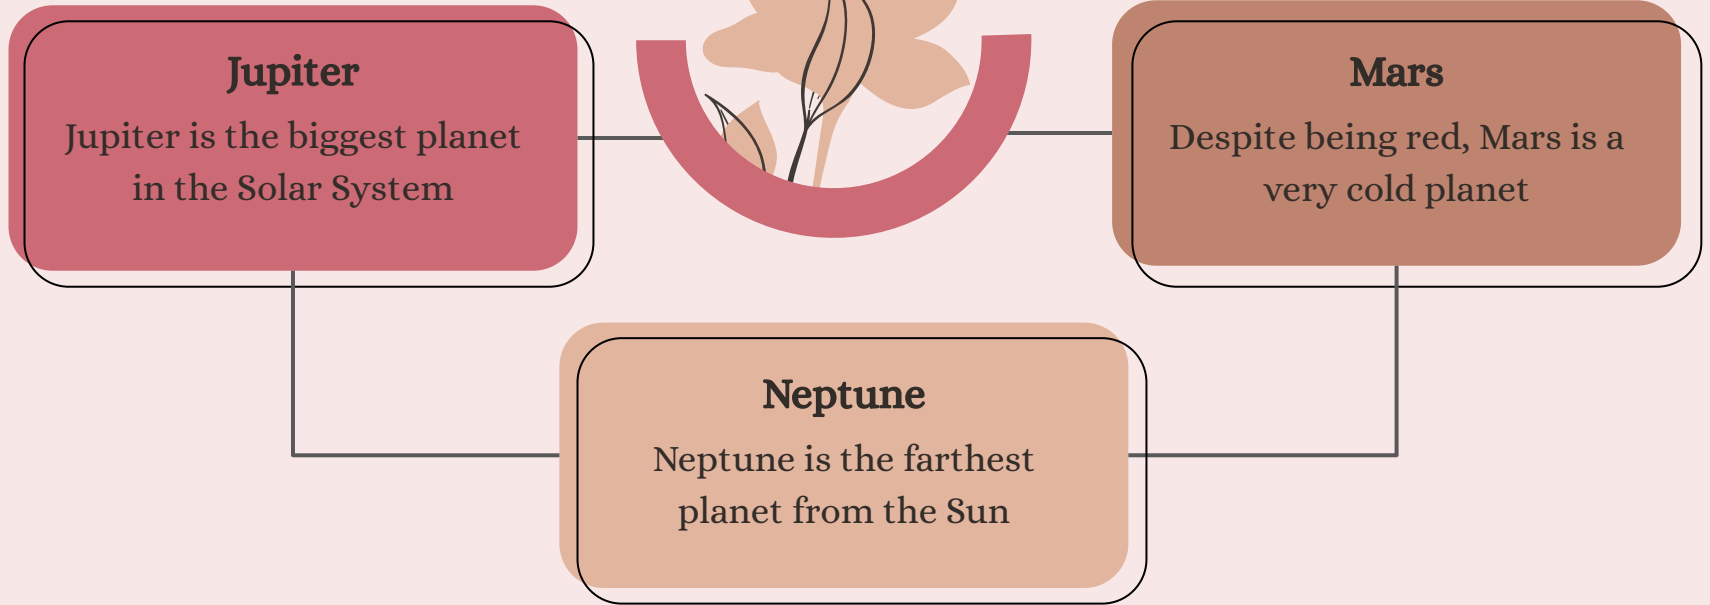 Jupiter
Jupiter is the biggest planet
in the Solar System
Mars
Despite being red, Mars is a
very cold planet
Neptune
Neptune is the farthest
planet from the Sun